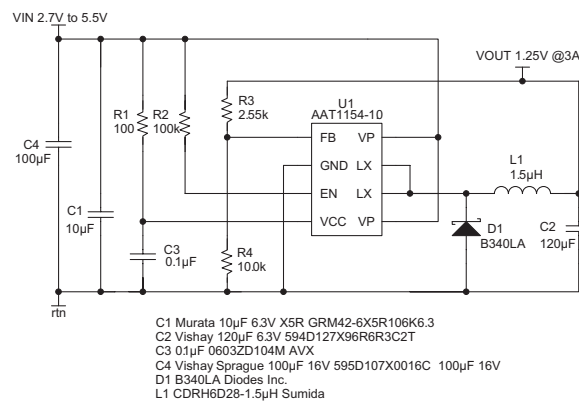 VIN 2.7V to 5.5V
VOUT 1.25V @3A
R1
100
R2
100k
R3
2.55k
U1
AAT1154-10
FB
VP
GND
LX
EN
LX
VCC
VP
L1
1.5μH
C4
100μF
C1
10μF
C3
0.1μF
R4
10.0k
D1
B340LA
C2
120μF
rtn
C1 Murata 10μF 6.3V X5R GRM42-6X5R106K6.3
C2 Vishay 120μF 6.3V 594D127X96R6R3C2T
C3 0.1μF 0603ZD104M AVX
C4 Vishay Sprague 100μF 16V 595D107X0016C 100μF 16V
D1 B340LA Diodes Inc.
L1 CDRH6D28-1.5μH Sumida